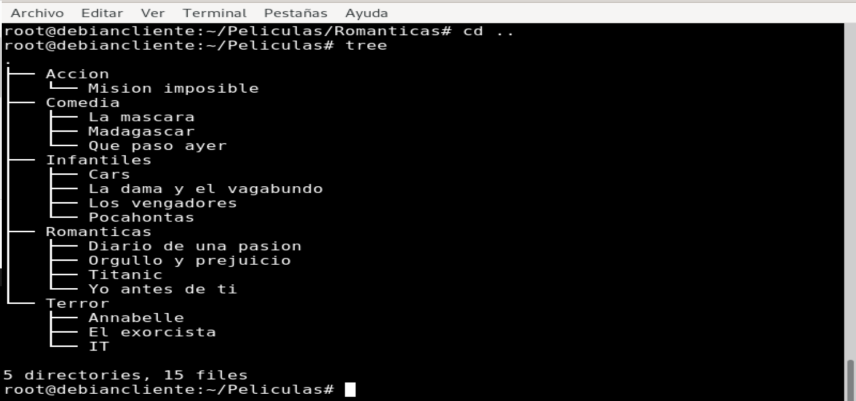 Archivo Editar Ver Terminal Pestañas Ayuda
root@debiancliente:~/Peliculas/Romanticas# cd ..
root@debiancliente:~/Peliculas# tree
.
├── Accion
│   └── Mision imposible
├── Comedia
│   ├── La mascara
│   ├── Madagascar
│   └── Que paso ayer
├── Infantiles
│   ├── Cars
│   ├── La dama y el vagabundo
│   ├── Los vengadores
│   └── Pocahontas
├── Romanticas
│   ├── Diario de una pasion
│   ├── Orgullo y prejuicio
│   ├── Titanic
│   └── Yo antes de ti
└── Terror
    ├── Annabelle
    ├── El exorcista
    └── IT
5 directories, 15 files
root@debiancliente:~/Peliculas#